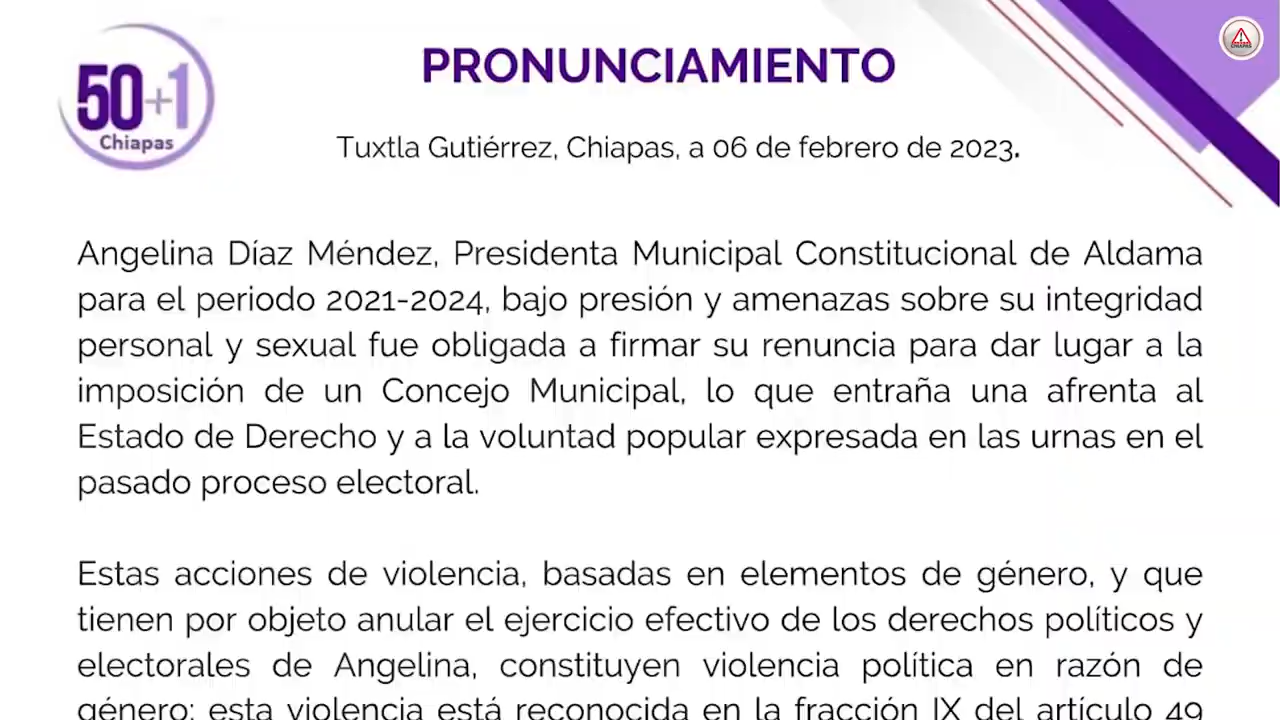 50+1
Chiapas
PRONUNCIAMIENTO
Tuxtla Gutiérrez, Chiapas, a 06 de febrero de 2023.
Angelina Díaz Méndez, Presidenta Municipal Constitucional de Aldama
para el periodo 2021-2024, bajo presión y amenazas sobre su integridad
personal y sexual fue obligada a firmar su renuncia para dar lugar a la
imposición de un Concejo Municipal, lo que entraña una afrenta al
Estado de Derecho y a la voluntad popular expresada en las urnas en el
pasado proceso electoral.
Estas acciones de violencia, basadas en elementos de género, y que
tienen por objeto anular el ejercicio efectivo de los derechos políticos y
electorales de Angelina, constituyen violencia política en razón de
género; esta violencia está reconocida en la fracción IX del artículo 49